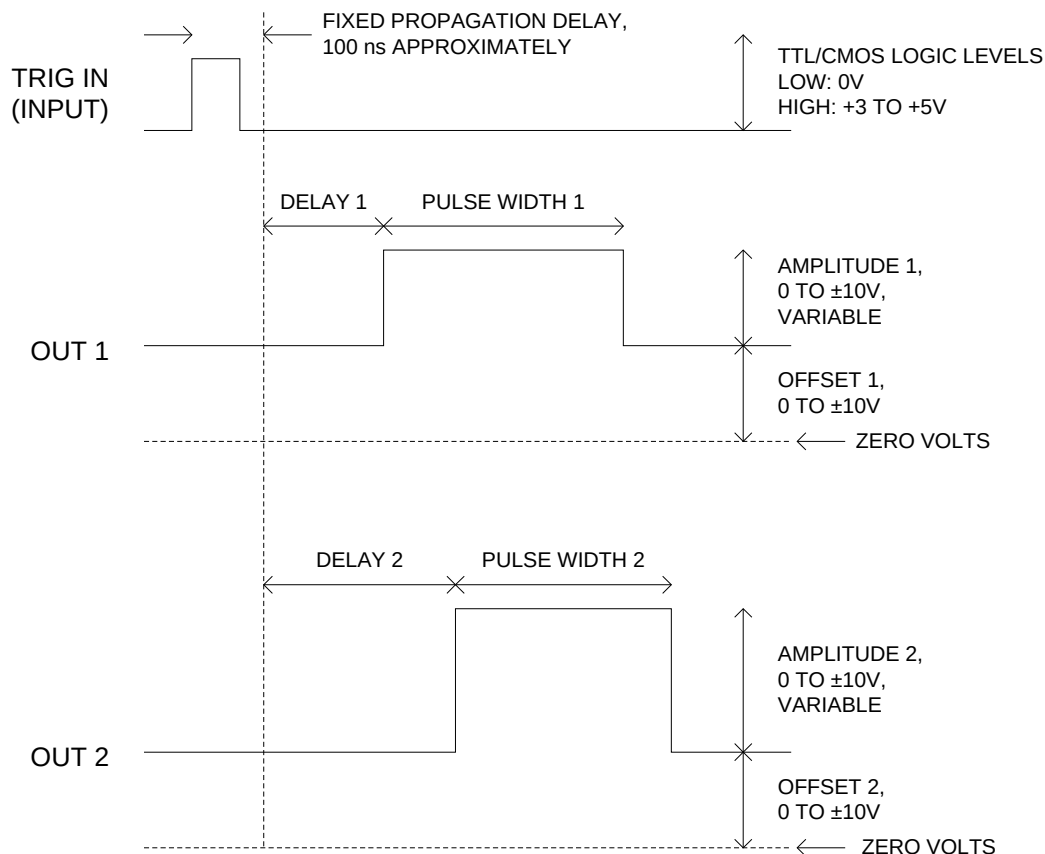 FIXED PROPAGATION DELAY,
100 ns APPROXIMATELY
TRIG IN
(INPUT)
TTL/CMOS LOGIC LEVELS
LOW: 0V
HIGH: +3 TO +5V
DELAY 1
PULSE WIDTH 1
AMPLITUDE 1,
0 TO ±10V,
VARIABLE
OUT 1
OFFSET 1,
0 TO ±10V
ZERO VOLTS
DELAY 2
PULSE WIDTH 2
AMPLITUDE 2,
0 TO ±10V,
VARIABLE
OUT 2
OFFSET 2,
0 TO ±10V
ZERO VOLTS